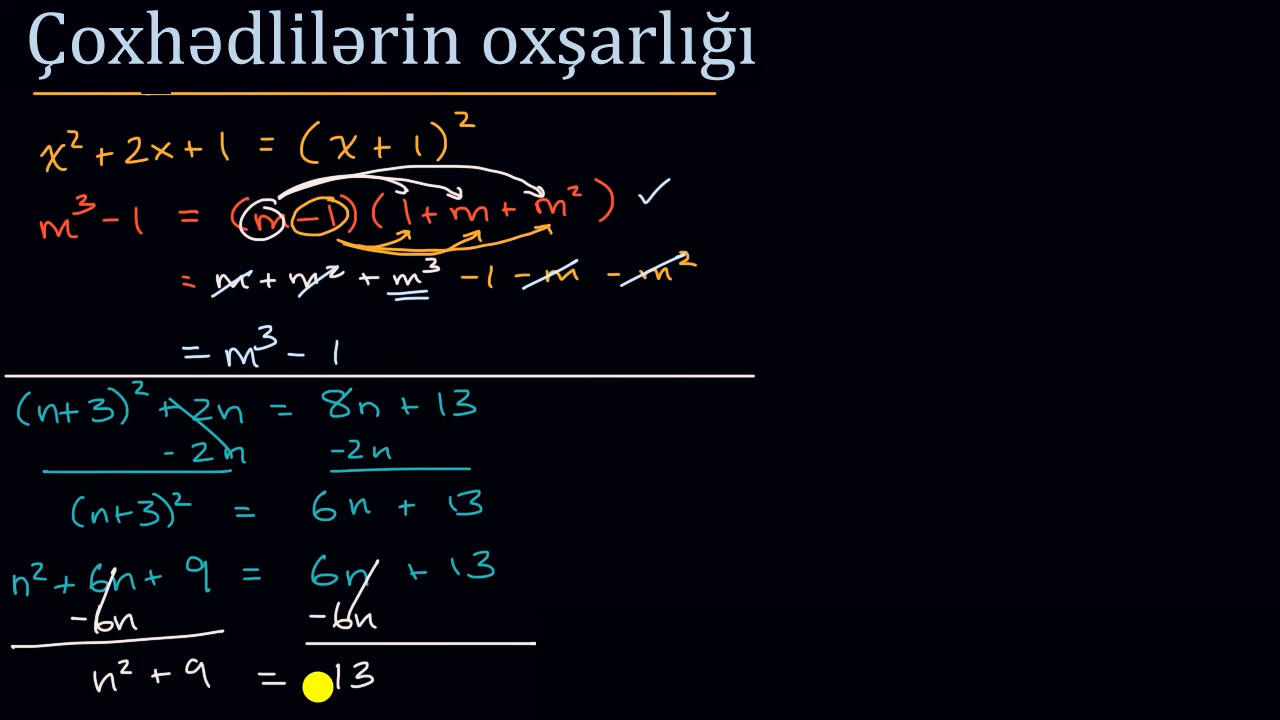 Çoxhədlilərin oxşarlığı
x² + 2x + 1 = (x + 1)²
m³ - 1 = (m - 1)(1 + m + m²) ✓
= m + m² + m³ - 1 - m - m²
= m³ - 1
(n+3)² + 2n = 8n + 13
- 2n -2n
(n+3)² = 6n + 13
n² + 6n + 9 = 6n + 13
-6n -6n
n² + 9 = 13